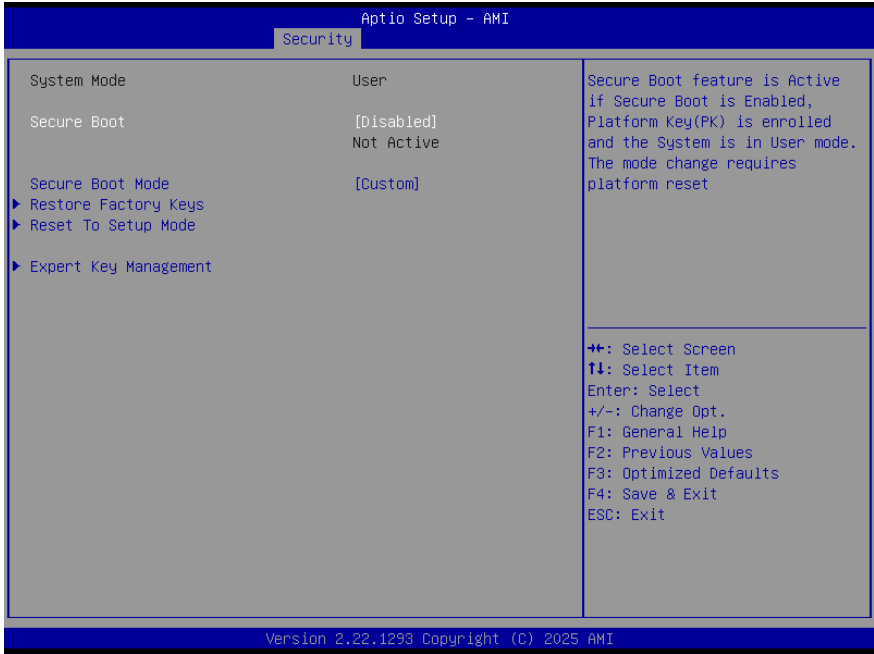 Aptio Setup – AMI
Security
System Mode User
Secure Boot [Disabled]
Not Active
Secure Boot Mode [Custom]
Restore Factory Keys
Reset To Setup Mode
Expert Key Management
Secure Boot feature is Active
if Secure Boot is Enabled,
Platform Key(PK) is enrolled
and the System is in User mode.
The mode change requires
platform reset
→←: Select Screen
↑↓: Select Item
Enter: Select
+/-: Change Opt.
F1: General Help
F2: Previous Values
F3: Optimized Defaults
F4: Save & Exit
ESC: Exit
Version 2.22.1293 Copyright (C) 2025 AMI